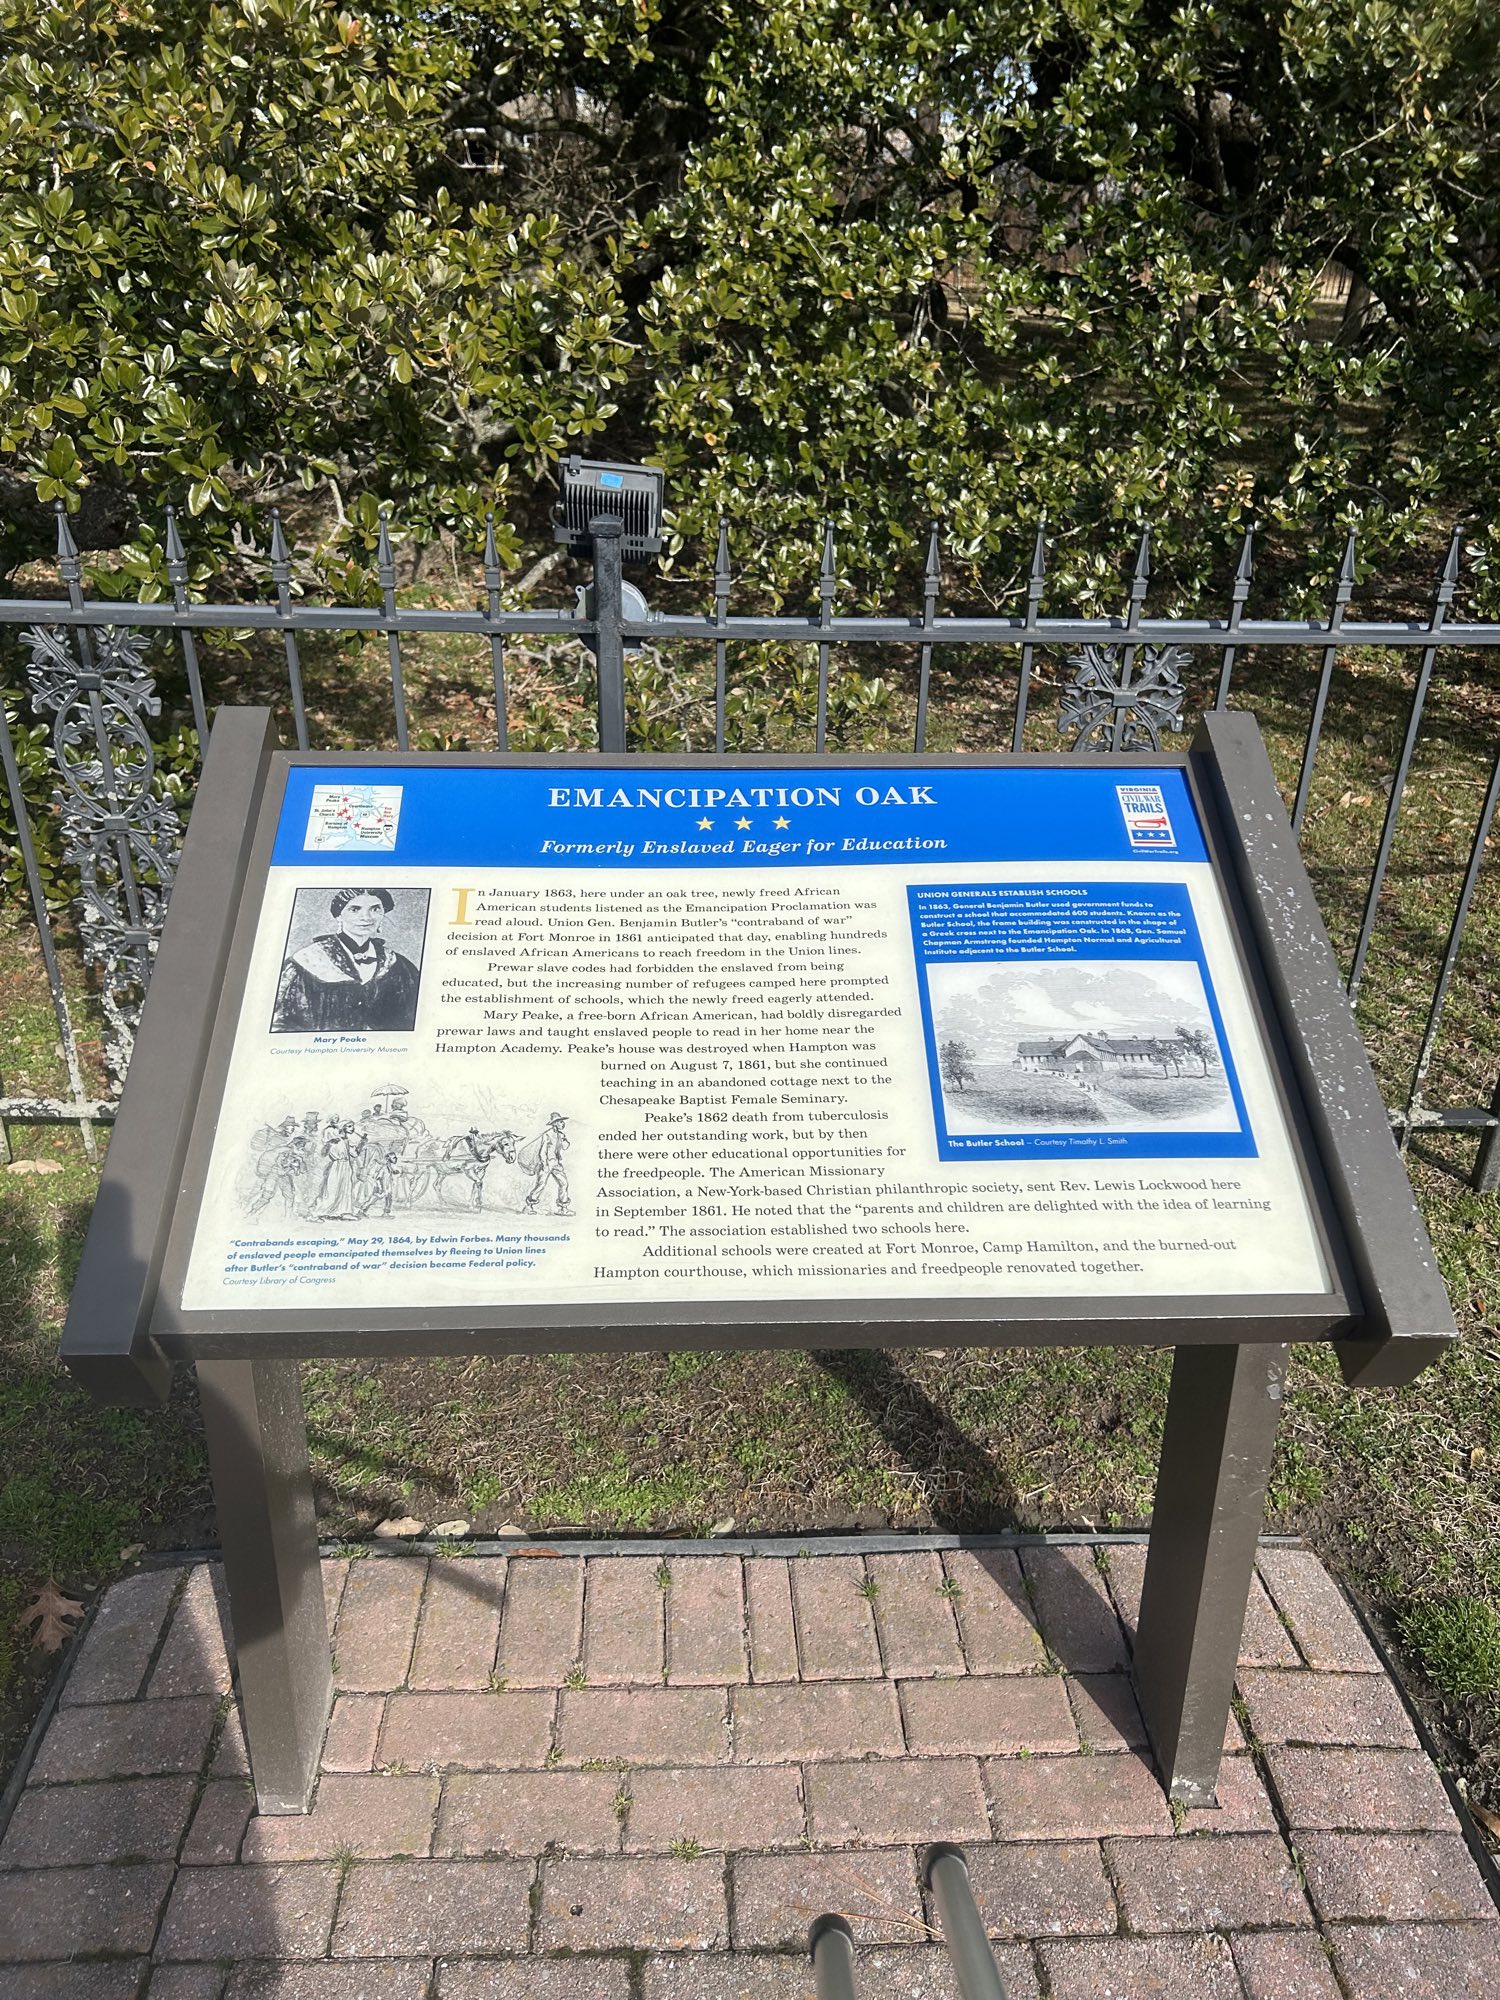 EMANCIPATION OAK
Formerly Enslaved Eager for Education
Mary
Peake
Courthouse
You
Are
Here
St. John's
Church
Burning of
Hampton
Hampton
University
Museum
VIRGINIA
CIVIL WAR
TRAILS
CivilWarTrails.org
Mary Peake
Courtesy Hampton University Museum
In January 1863, here under an oak tree, newly freed African
American students listened as the Emancipation Proclamation was
read aloud. Union Gen. Benjamin Butler's “contraband of war”
decision at Fort Monroe in 1861 anticipated that day, enabling hundreds
of enslaved African Americans to reach freedom in the Union lines.
Prewar slave codes had forbidden the enslaved from being
educated, but the increasing number of refugees camped here prompted
the establishment of schools, which the newly freed eagerly attended.
Mary Peake, a free-born African American, had boldly disregarded
prewar laws and taught enslaved people to read in her home near the
Hampton Academy. Peake's house was destroyed when Hampton was
burned on August 7, 1861, but she continued
teaching in an abandoned cottage next to the
Chesapeake Baptist Female Seminary.
Peake's 1862 death from tuberculosis
ended her outstanding work, but by then
there were other educational opportunities for
the freedpeople. The American Missionary
Association, a New-York-based Christian philanthropic society, sent Rev. Lewis Lockwood here
in September 1861. He noted that the “parents and children are delighted with the idea of learning
to read.” The association established two schools here.
Additional schools were created at Fort Monroe, Camp Hamilton, and the burned-out
Hampton courthouse, which missionaries and freedpeople renovated together.
UNION GENERALS ESTABLISH SCHOOLS
In 1863, General Benjamin Butler used government funds to
construct a school that accommodated 600 students. Known as the
Butler School, the frame building was constructed in the shape of
a Greek cross next to the Emancipation Oak. In 1868, Gen. Samuel
Chapman Armstrong founded Hampton Normal and Agricultural
Institute adjacent to the Butler School.
The Butler School – Courtesy Timothy L. Smith
“Contrabands escaping,” May 29, 1864, by Edwin Forbes. Many thousands
of enslaved people emancipated themselves by fleeing to Union lines
after Butler's “contraband of war” decision became Federal policy.
Courtesy Library of Congress